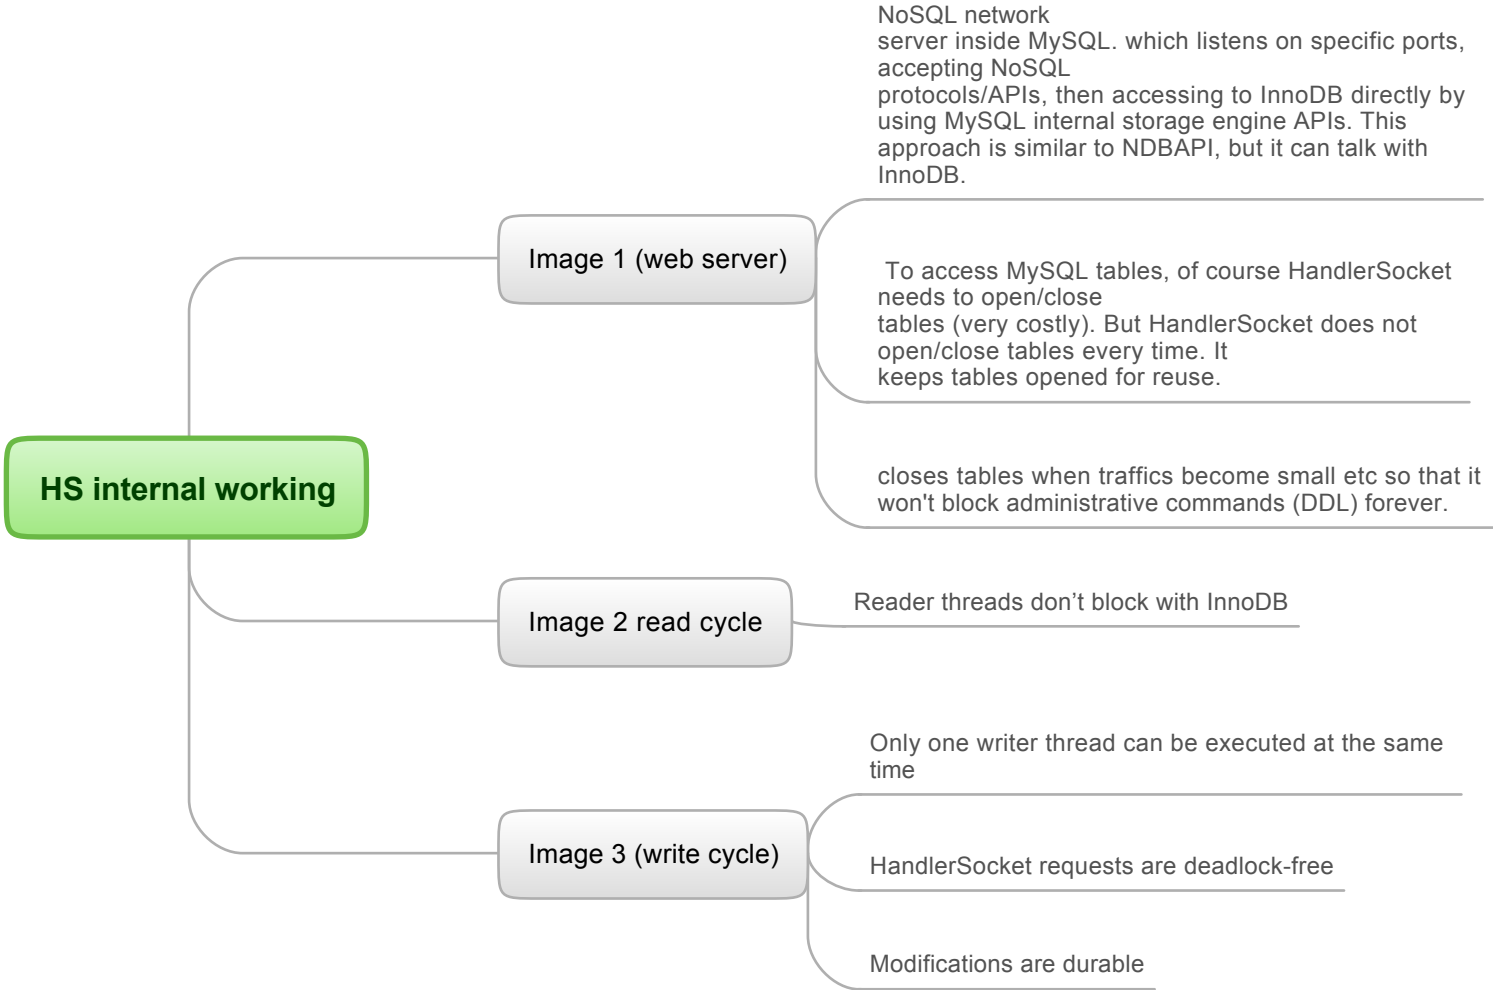 NoSQL network
server inside MySQL. which listens on specific ports,
accepting NoSQL
protocols/APIs, then accessing to InnoDB directly by
using MySQL internal storage engine APIs. This
approach is similar to NDBAPI, but it can talk with
InnoDB.
Image 1 (web server)
To access MySQL tables, of course HandlerSocket
needs to open/close
tables (very costly). But HandlerSocket does not
open/close tables every time. It
keeps tables opened for reuse.
closes tables when traffics become small etc so that it
won't block administrative commands (DDL) forever.
HS internal working
Image 2 read cycle
Reader threads don’t block with InnoDB
Only one writer thread can be executed at the same
time
Image 3 (write cycle)
HandlerSocket requests are deadlock-free
Modifications are durable